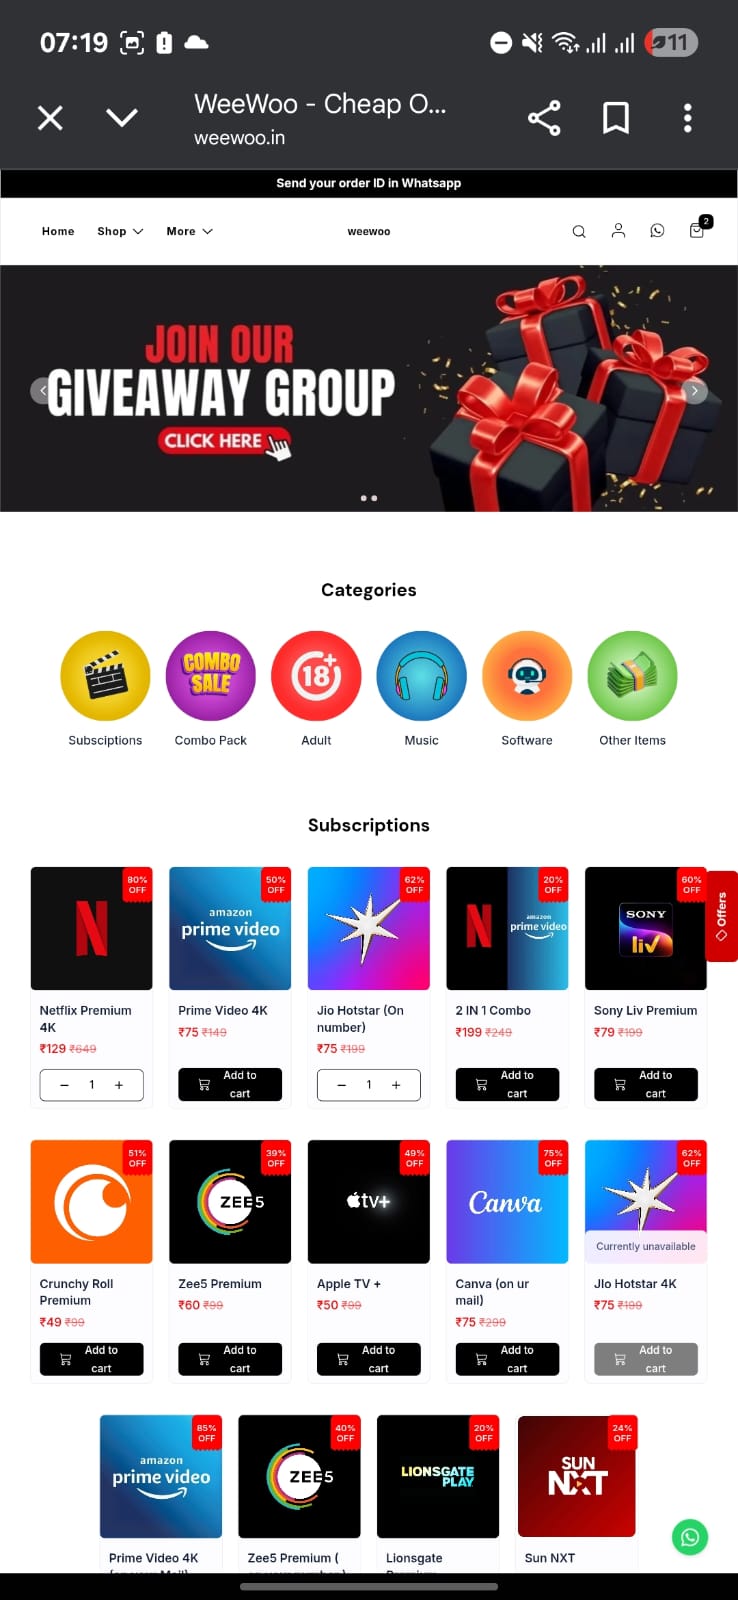 07:19
11
WeeWoo - Cheap O...
weewoo.in
Send your order ID in Whatsapp
Home Shop More weewoo 2
JOIN OUR
GIVEAWAY GROUP
CLICK HERE
Categories
18+
COMBO
SALE
Subsciptions Combo Pack Adult Music Software Other Items
Subscriptions
Offers
80%
OFF
N
Netflix Premium
4K
₹129 ₹649
− 1 +
50%
OFF
amazon
prime video
Prime Video 4K
₹75 ₹149
Add to
cart
62%
OFF
Jio Hotstar (On
number)
₹75 ₹199
− 1 +
20%
OFF
N
amazon
prime video
2 IN 1 Combo
₹199 ₹249
Add to
cart
60%
OFF
SONY
liv
Sony Liv Premium
₹79 ₹199
Add to
cart
51%
OFF
Crunchy Roll
Premium
₹49 ₹99
Add to
cart
39%
OFF
ZEE5
Zee5 Premium
₹60 ₹99
Add to
cart
49%
OFF
tv+
Apple TV +
₹50 ₹99
Add to
cart
75%
OFF
Canva
Canva (on ur
mail)
₹75 ₹299
Add to
cart
62%
OFF
Currently unavailable
JIo Hotstar 4K
₹75 ₹199
Add to
cart
85%
OFF
amazon
prime video
Prime Video 4K
40%
OFF
ZEE5
Zee5 Premium (
20%
OFF
LIONSGATE
PLAY
Lionsgate
24%
OFF
SUN
NXT
Sun NXT